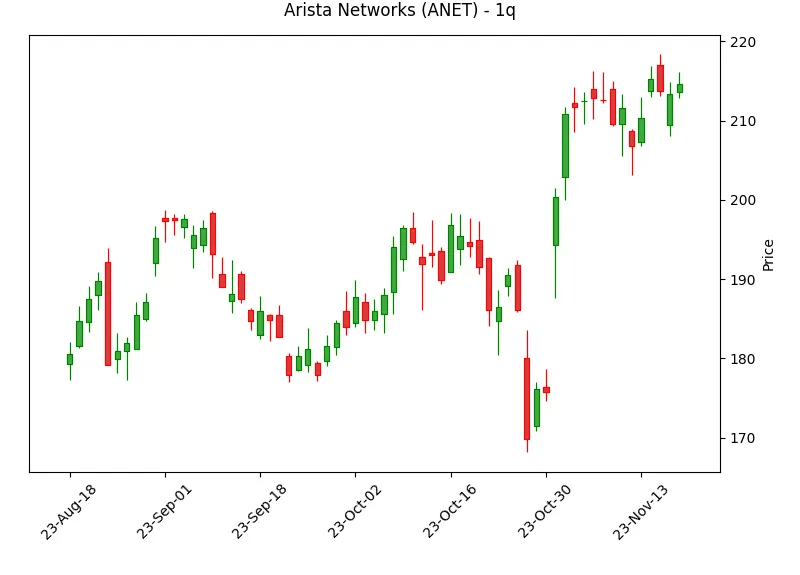 Arista Networks (ANET) - 1q
220
210
200
190
180
170
Price
23-Aug-18
23-Sep-01
23-Sep-18
23-Oct-02
23-Oct-16
23-Oct-30
23-Nov-13